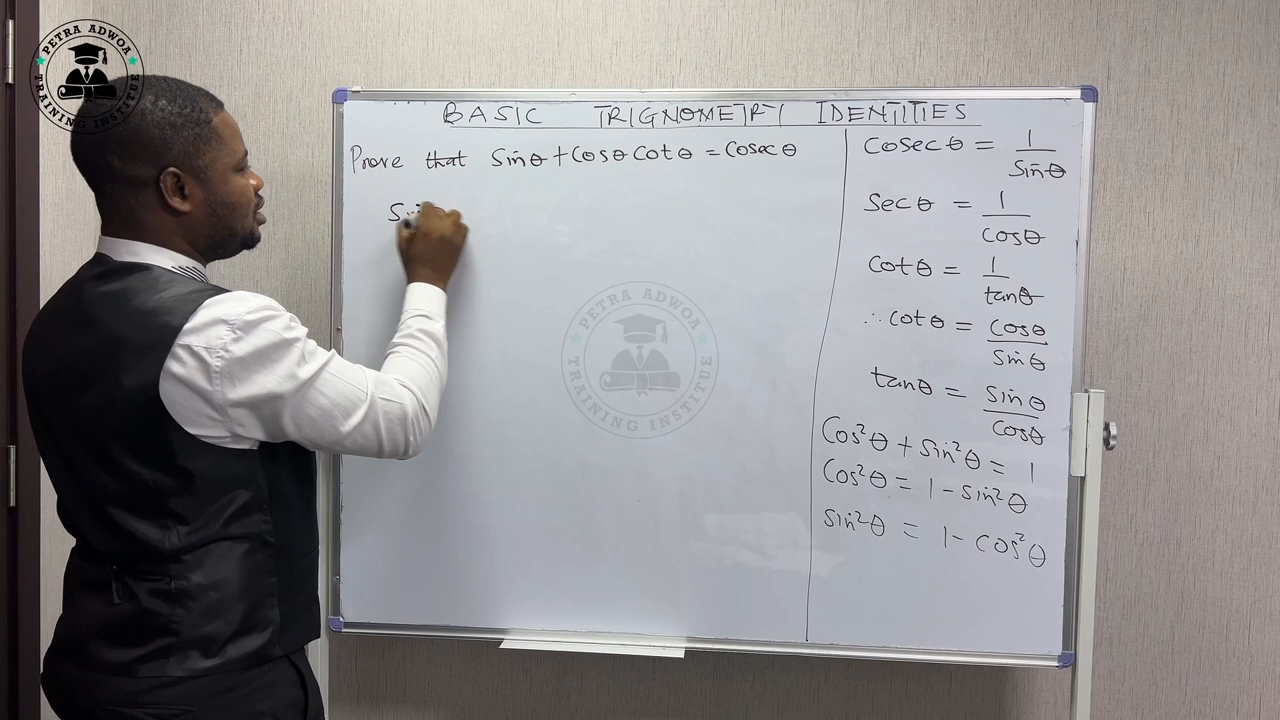 PETRA ADWOA
TRAINING INSTITUE
BASIC TRIGNOMETRY IDENTITIES
Prove that Sinθ + Cosθ Cotθ = Cosecθ
Cosecθ = 1/Sinθ
Secθ = 1/Cosθ
Cotθ = 1/tanθ
∴ Cotθ = Cosθ/Sinθ
tanθ = Sinθ/Cosθ
Cos²θ + Sin²θ = 1
Cos²θ = 1 - Sin²θ
Sin²θ = 1 - Cos²θ
PETRA ADWOA
TRAINING INSTITUE